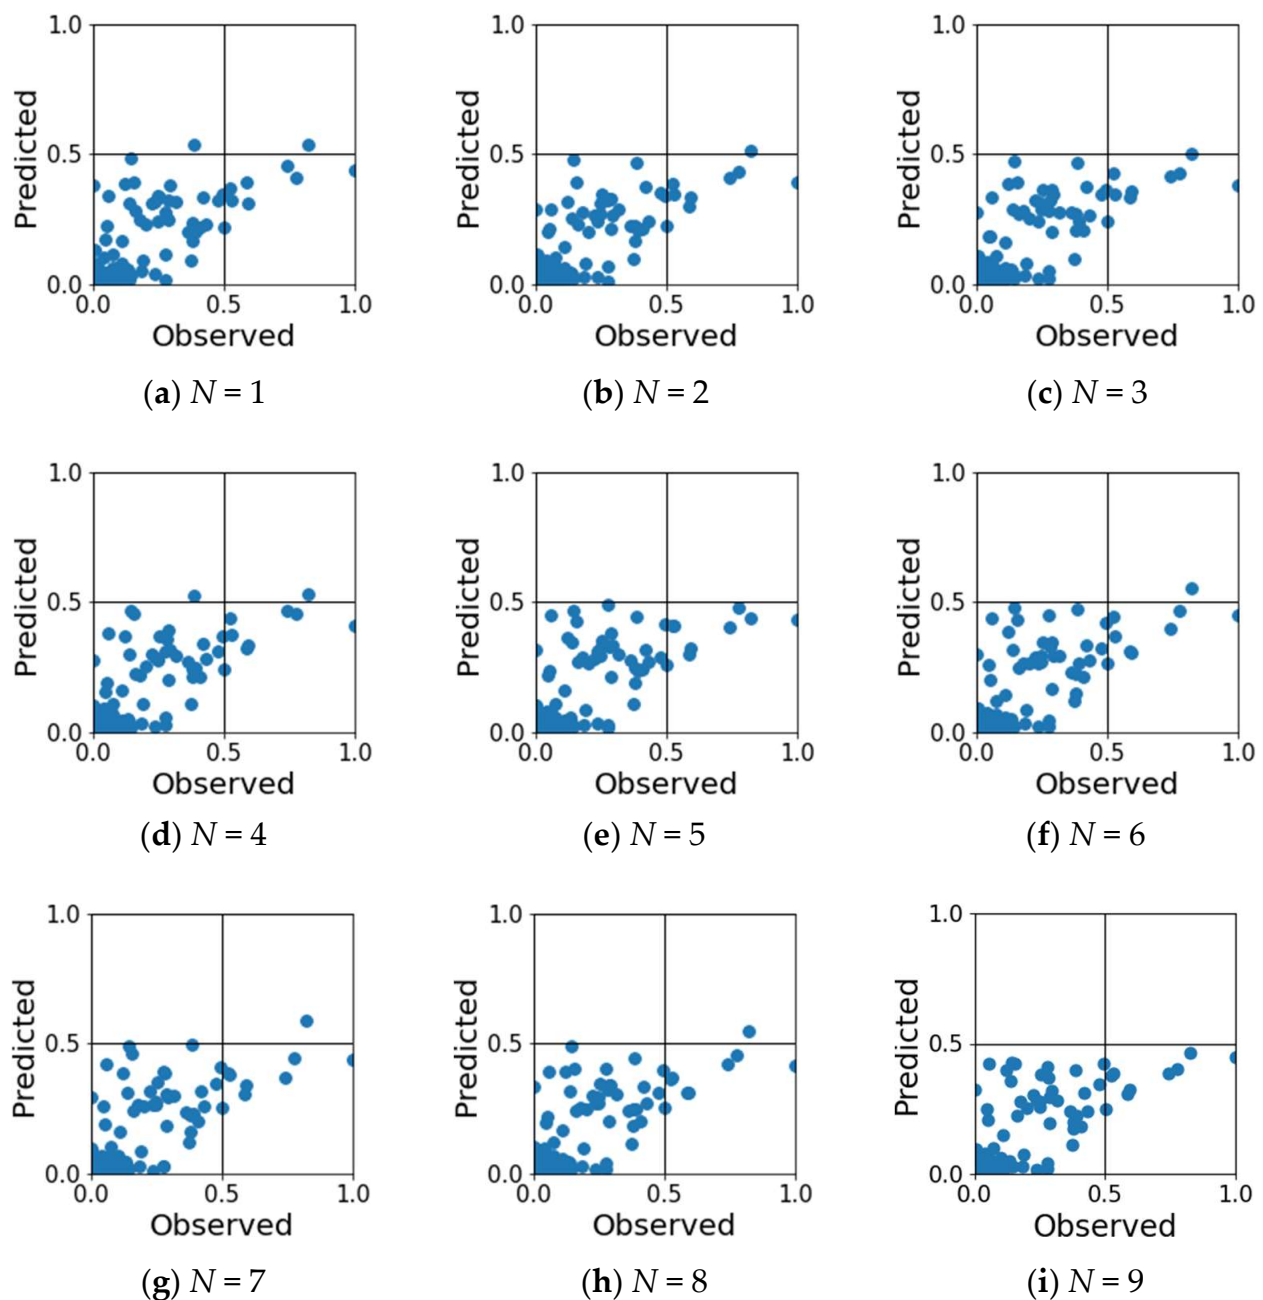 1.0 1.0 1.0
Predicted Predicted Predicted
0.5 0.5 0.5
0.0 0.0 0.0
0.0 0.5 1.0 0.0 0.5 1.0 0.0 0.5 1.0
Observed Observed Observed
(a) N = 1 (b) N = 2 (c) N = 3
1.0 1.0 1.0
Predicted Predicted Predicted
0.5 0.5 0.5
0.0 0.0 0.0
0.0 0.5 1.0 0.0 0.5 1.0 0.0 0.5 1.0
Observed Observed Observed
(d) N = 4 (e) N = 5 (f) N = 6
1.0 1.0 1.0
Predicted Predicted Predicted
0.5 0.5 0.5
0.0 0.0 0.0
0.0 0.5 1.0 0.0 0.5 1.0 0.0 0.5 1.0
Observed Observed Observed
(g) N = 7 (h) N = 8 (i) N = 9